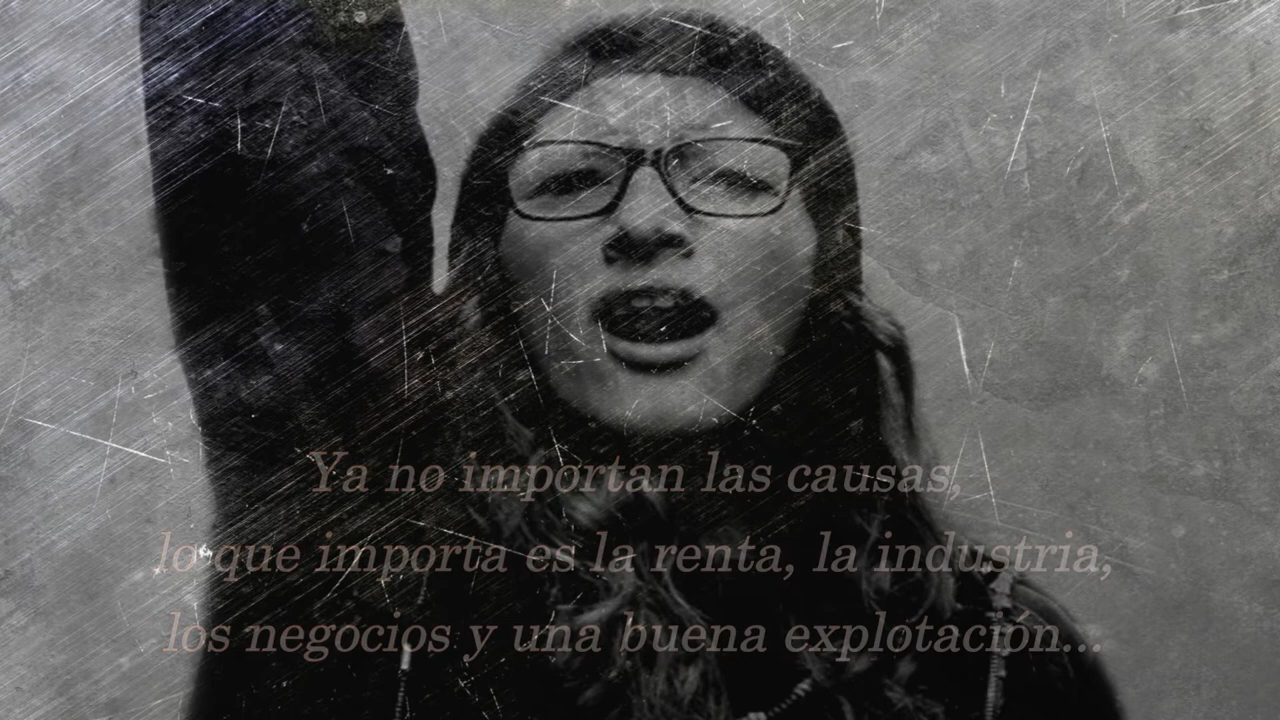 Ya no importan las causas,
lo que importa es la renta, la industria,
los negocios y una buena explotación...